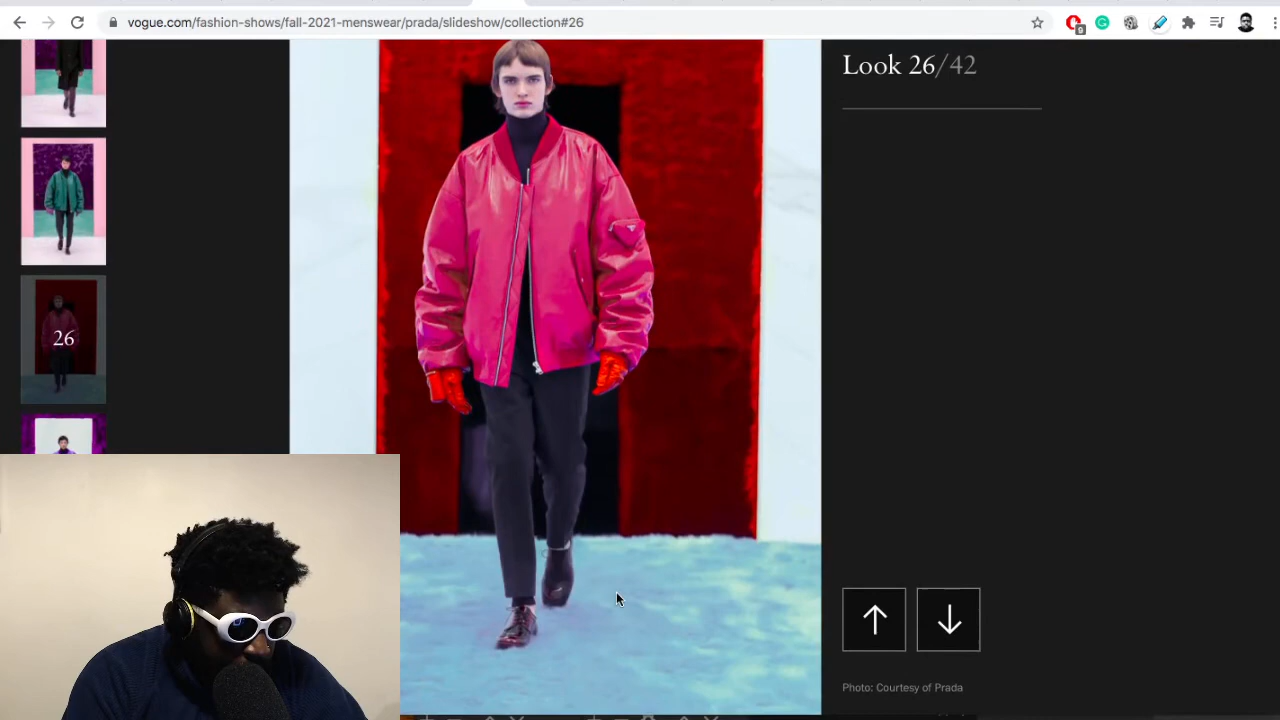 vogue.com/fashion-shows/fall-2021-menswear/prada/slideshow/collection#26
9
Look 26/42
26
Photo: Courtesy of Prada